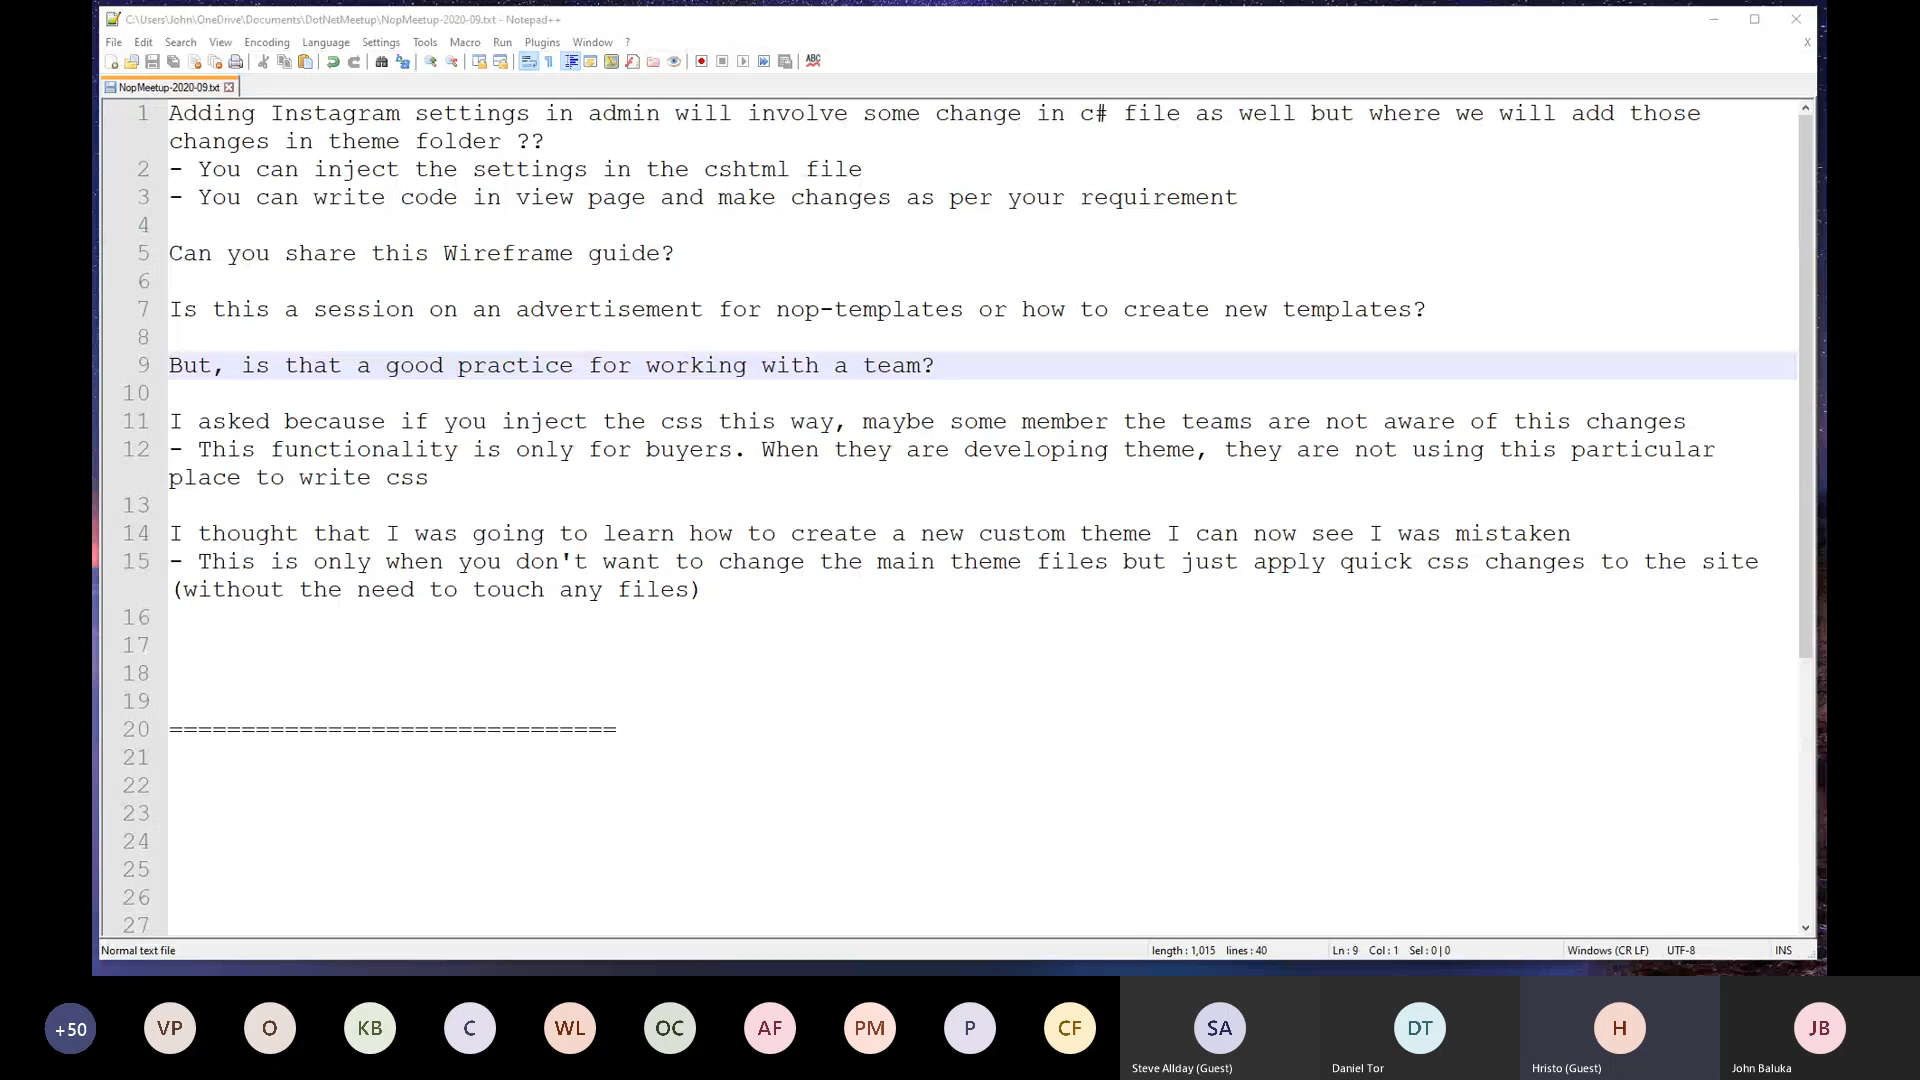 C:\Users\John\OneDrive\Documents\DotNetMeetup\NopMeetup-2020-09.txt - Notepad++
File Edit Search View Encoding Language Settings Tools Macro Run Plugins Window ? X
ABC
NopMeetup-2020-09.txt
1 Adding Instagram settings in admin will involve some change in c# file as well but where we will add those
changes in theme folder ??
2 - You can inject the settings in the cshtml file
3 - You can write code in view page and make changes as per your requirement
4
5 Can you share this Wireframe guide?
6
7 Is this a session on an advertisement for nop-templates or how to create new templates?
8
9 But, is that a good practice for working with a team?
10
11 I asked because if you inject the css this way, maybe some member the teams are not aware of this changes
12 - This functionality is only for buyers. When they are developing theme, they are not using this particular
place to write css
13
14 I thought that I was going to learn how to create a new custom theme I can now see I was mistaken
15 - This is only when you don't want to change the main theme files but just apply quick css changes to the site
(without the need to touch any files)
16
17
18
19
20 ===============================
21
22
23
24
25
26
27
Normal text file length : 1,015 lines : 40 Ln : 9 Col : 1 Sel : 0 | 0 Windows (CR LF) UTF-8 INS
+50 VP O KB C WL OC AF PM P CF SA DT H JB
Steve Allday (Guest) Daniel Tor Hristo (Guest) John Baluka